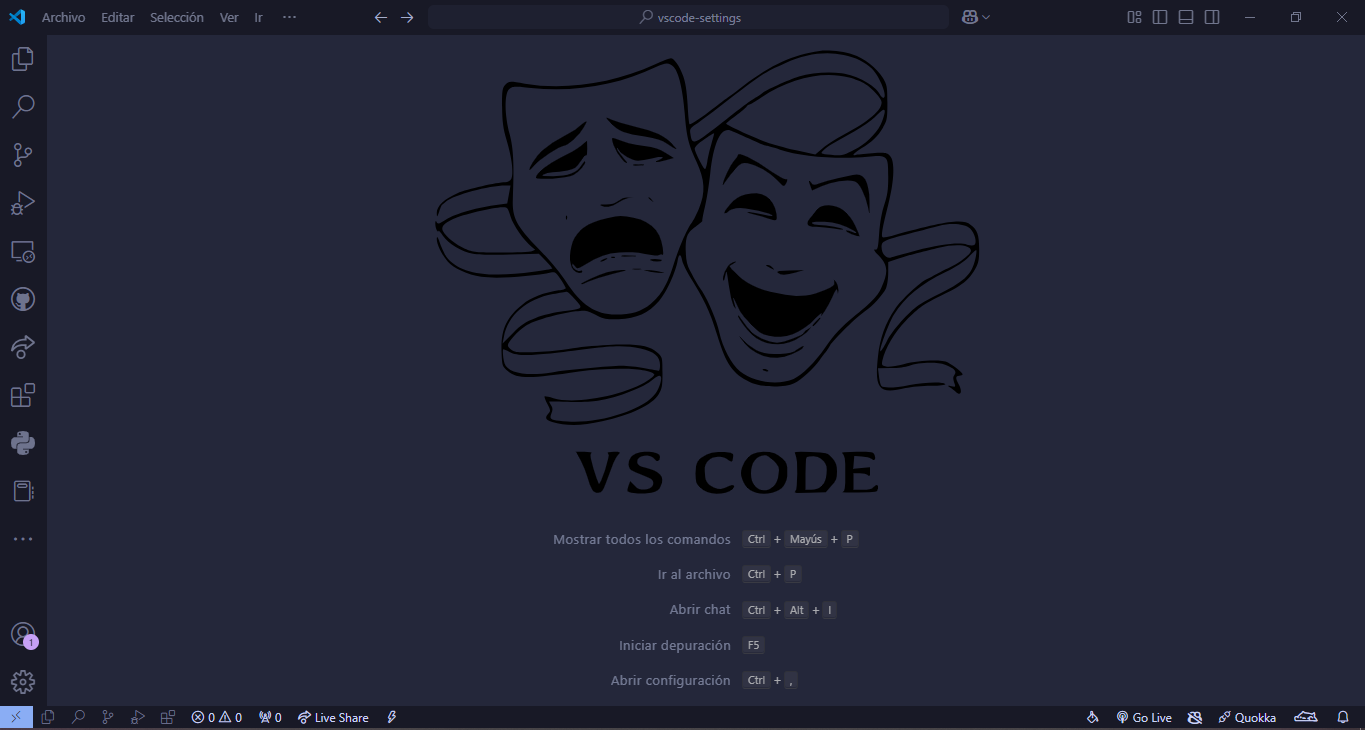 Archivo Editar Selección Ver Ir ···
vscode-settings
VS CODE
Mostrar todos los comandos Ctrl + Mayús + P
Ir al archivo Ctrl + P
Abrir chat Ctrl + Alt + I
Iniciar depuración F5
Abrir configuración Ctrl + ,
1
0 0 0 Live Share Go Live Quokka